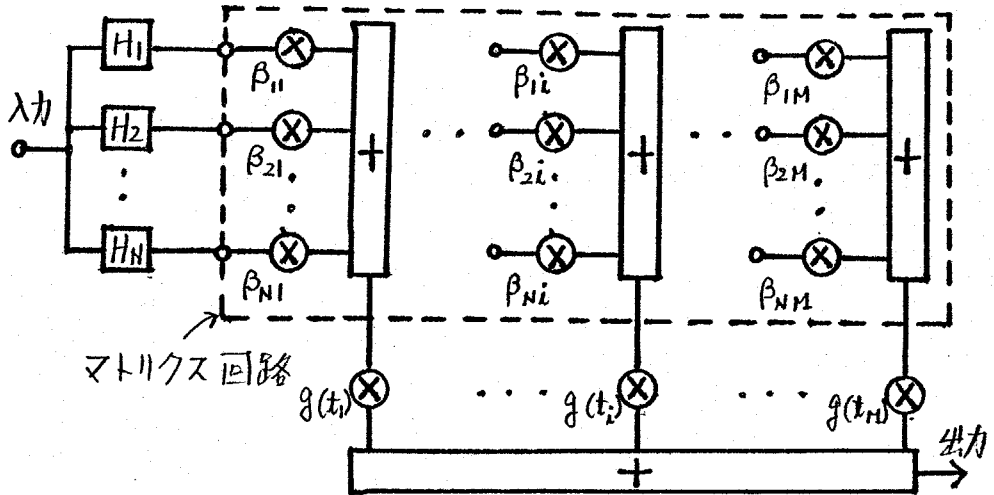 入力
H1
H2
HN
β11
β21
βN1
β1i
β2i
βNi
β1M
β2M
βNM
+
+
+
マトリクス回路
g(t1)
g(ti)
g(tM)
+
出力